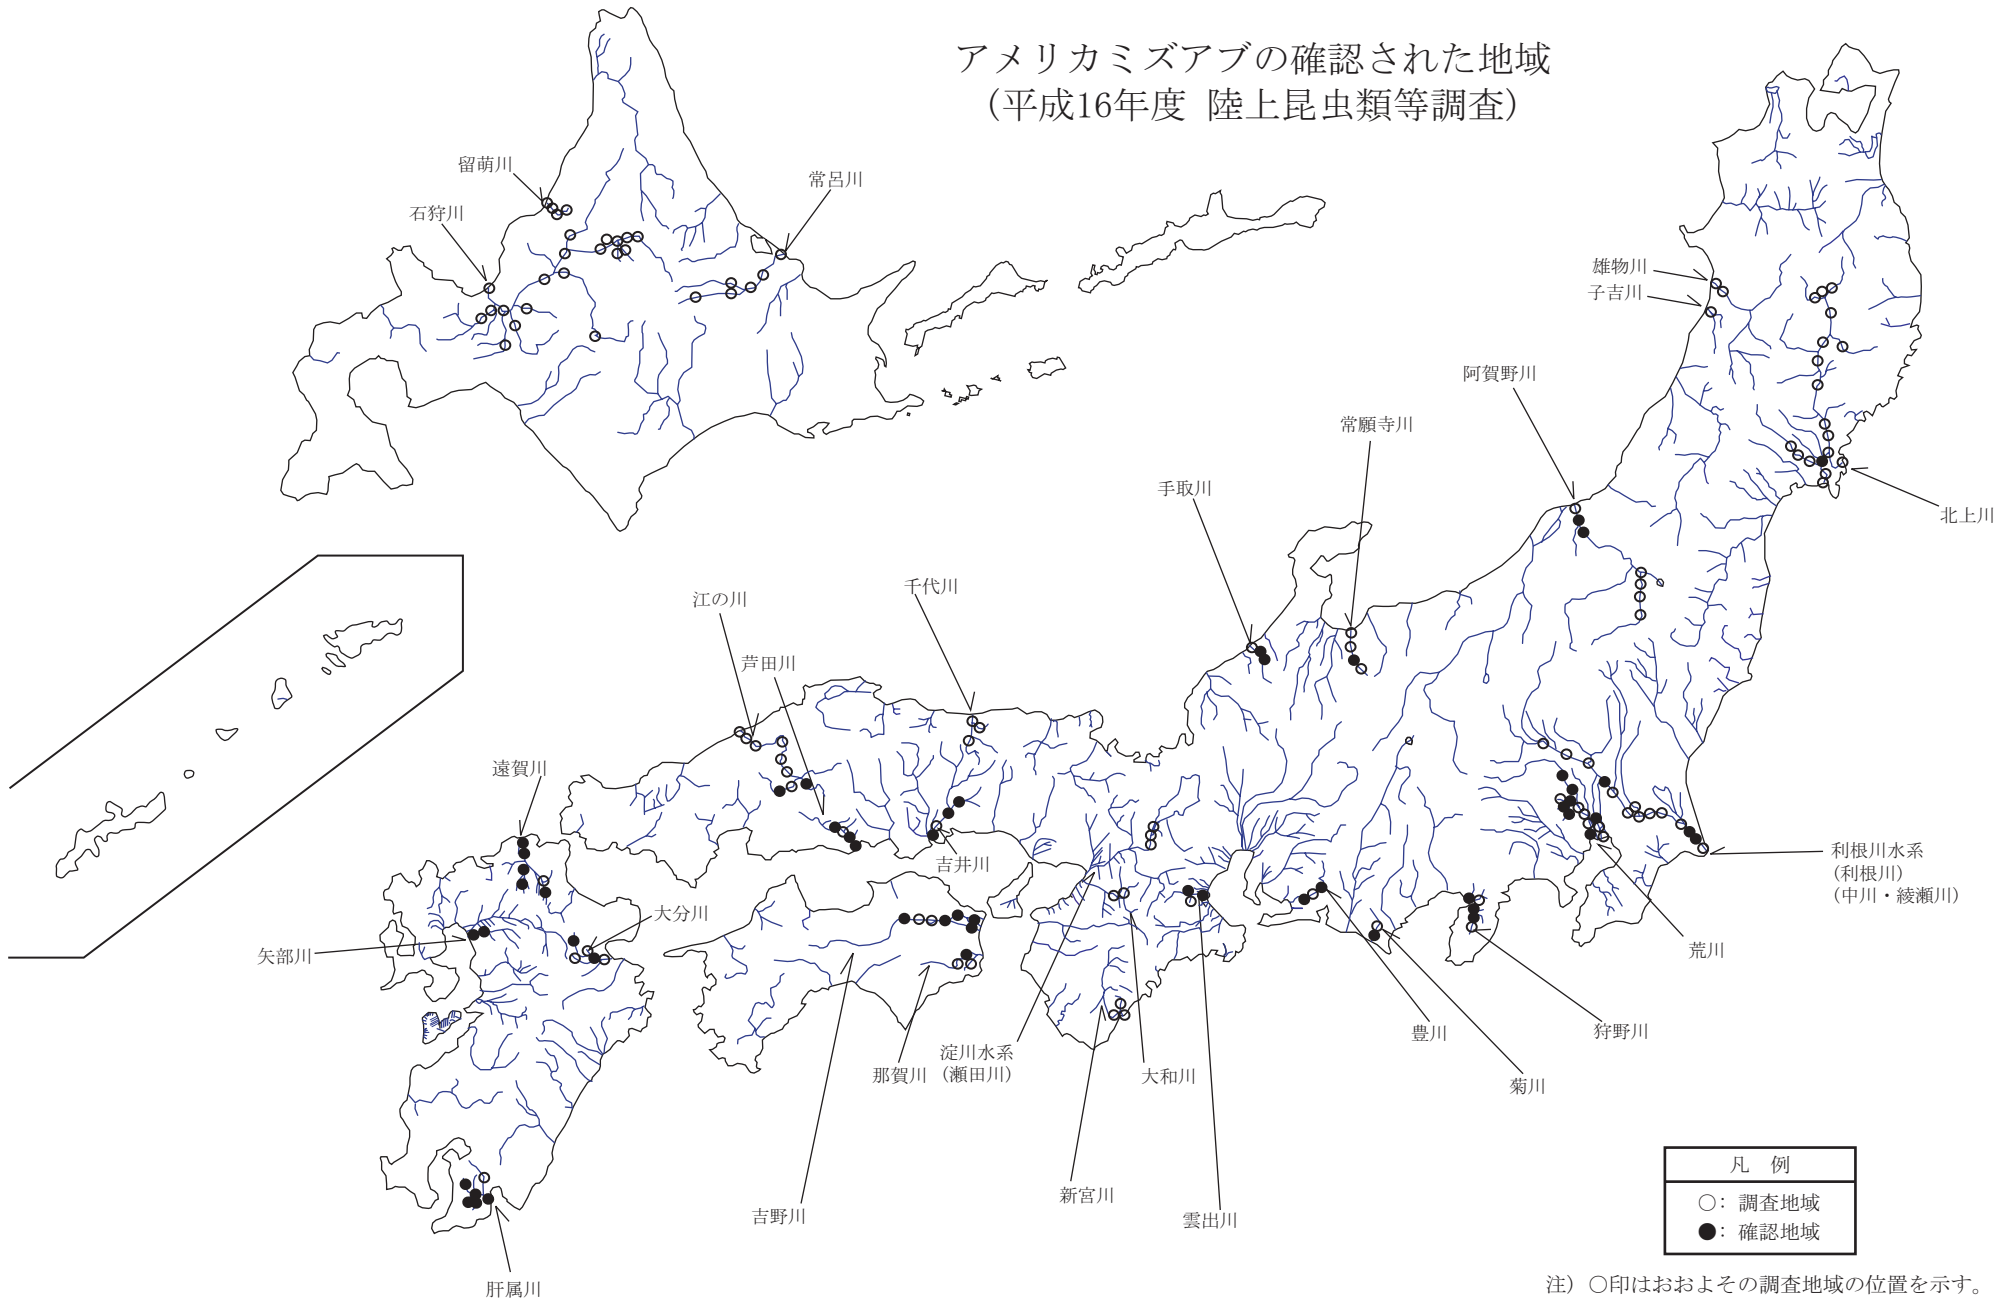 アメリカミズアブの確認された地域
(平成16年度 陸上昆虫類等調査)
留萌川
常呂川
石狩川
雄物川
子吉川
阿賀野川
常願寺川
手取川
北上川
千代川
江の川
芦田川
遠賀川
吉井川
利根川水系
(利根川)
(中川・綾瀬川)
大分川
矢部川
荒川
豊川
狩野川
淀川水系
(瀬田川)
那賀川
大和川
菊川
新宮川
吉野川
雲出川
肝属川
凡 例
○: 調査地域
●: 確認地域
注) ○印はおおよその調査地域の位置を示す。